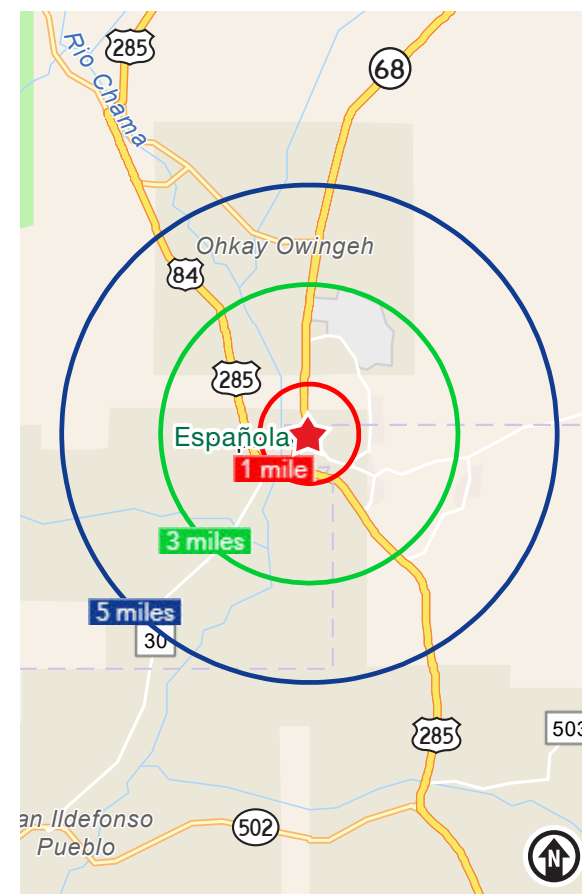 285
Rio Chama
68
Ohkay Owingeh
84
285
Española
1 mile
3 miles
5 miles
30
285
503
an Ildefonso
Pueblo
502
N